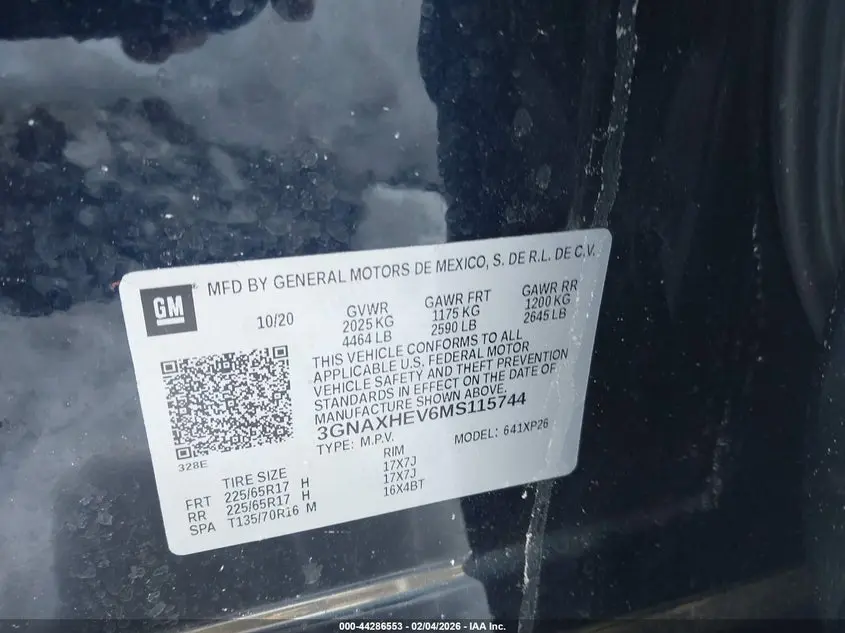 GM
MFD BY GENERAL MOTORS DE MEXICO, S. DE R.L. DE C.V.
10/20
GVWR GAWR FRT GAWR RR
2025 KG 1175 KG 1200 KG
4464 LB 2590 LB 2645 LB
THIS VEHICLE CONFORMS TO ALL
APPLICABLE U.S. FEDERAL MOTOR
VEHICLE SAFETY AND THEFT PREVENTION
STANDARDS IN EFFECT ON THE DATE OF
MANUFACTURE SHOWN ABOVE.
3GNAXHEV6MS115744
TYPE: M.P.V. MODEL: 641XP26
328E
TIRE SIZE RIM
FRT 225/65R17 H 17X7J
RR 225/65R17 H 17X7J
SPA T135/70R16 M 16X4BT
000-44286553 - 02/04/2026 - IAA Inc.